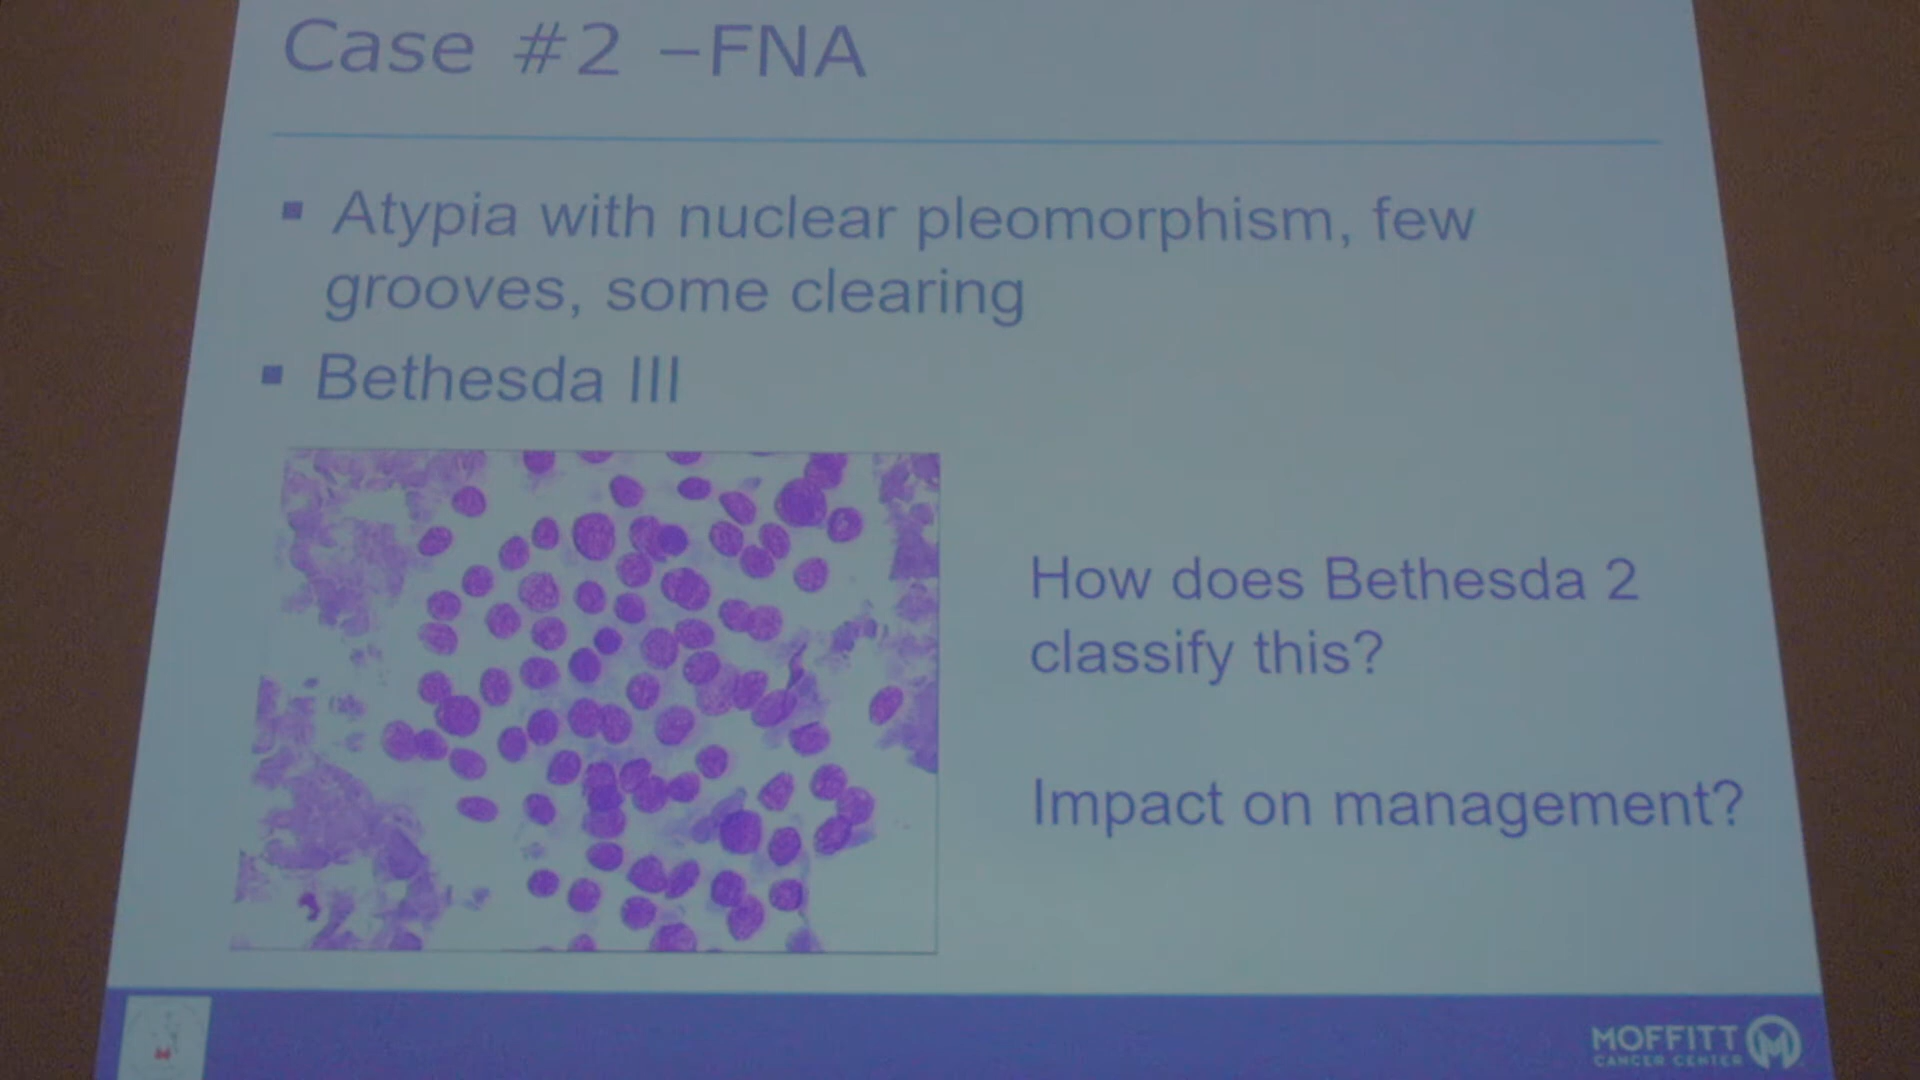 Case #2 –FNA
▪ Atypia with nuclear pleomorphism, few
grooves, some clearing
▪ Bethesda III
How does Bethesda 2
classify this?
Impact on management?
MOFFITT
CANCER CENTER